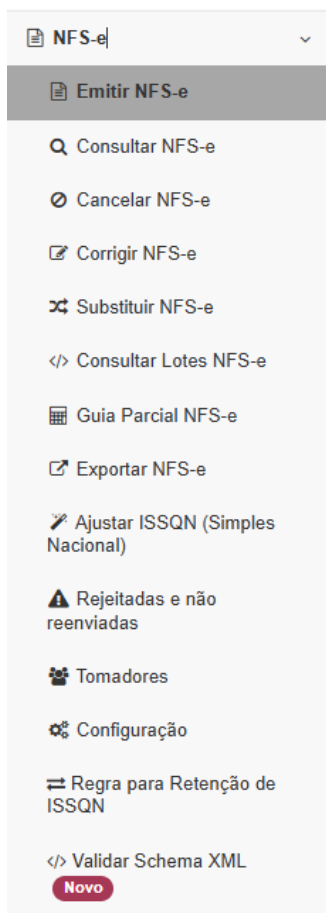 NFS-e
Emitir NFS-e
Consultar NFS-e
Cancelar NFS-e
Corrigir NFS-e
Substituir NFS-e
Consultar Lotes NFS-e
Guia Parcial NFS-e
Exportar NFS-e
Ajustar ISSQN (Simples
Nacional)
Rejeitadas e não
reenviadas
Tomadores
Configuração
Regra para Retenção de
ISSQN
Validar Schema XML
Novo